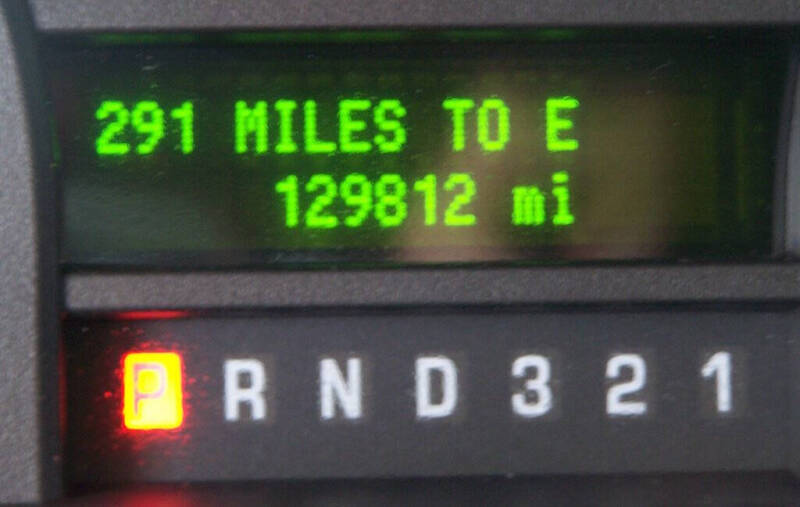 291 MILES TO E
129812 mi
P R N D 3 2 1